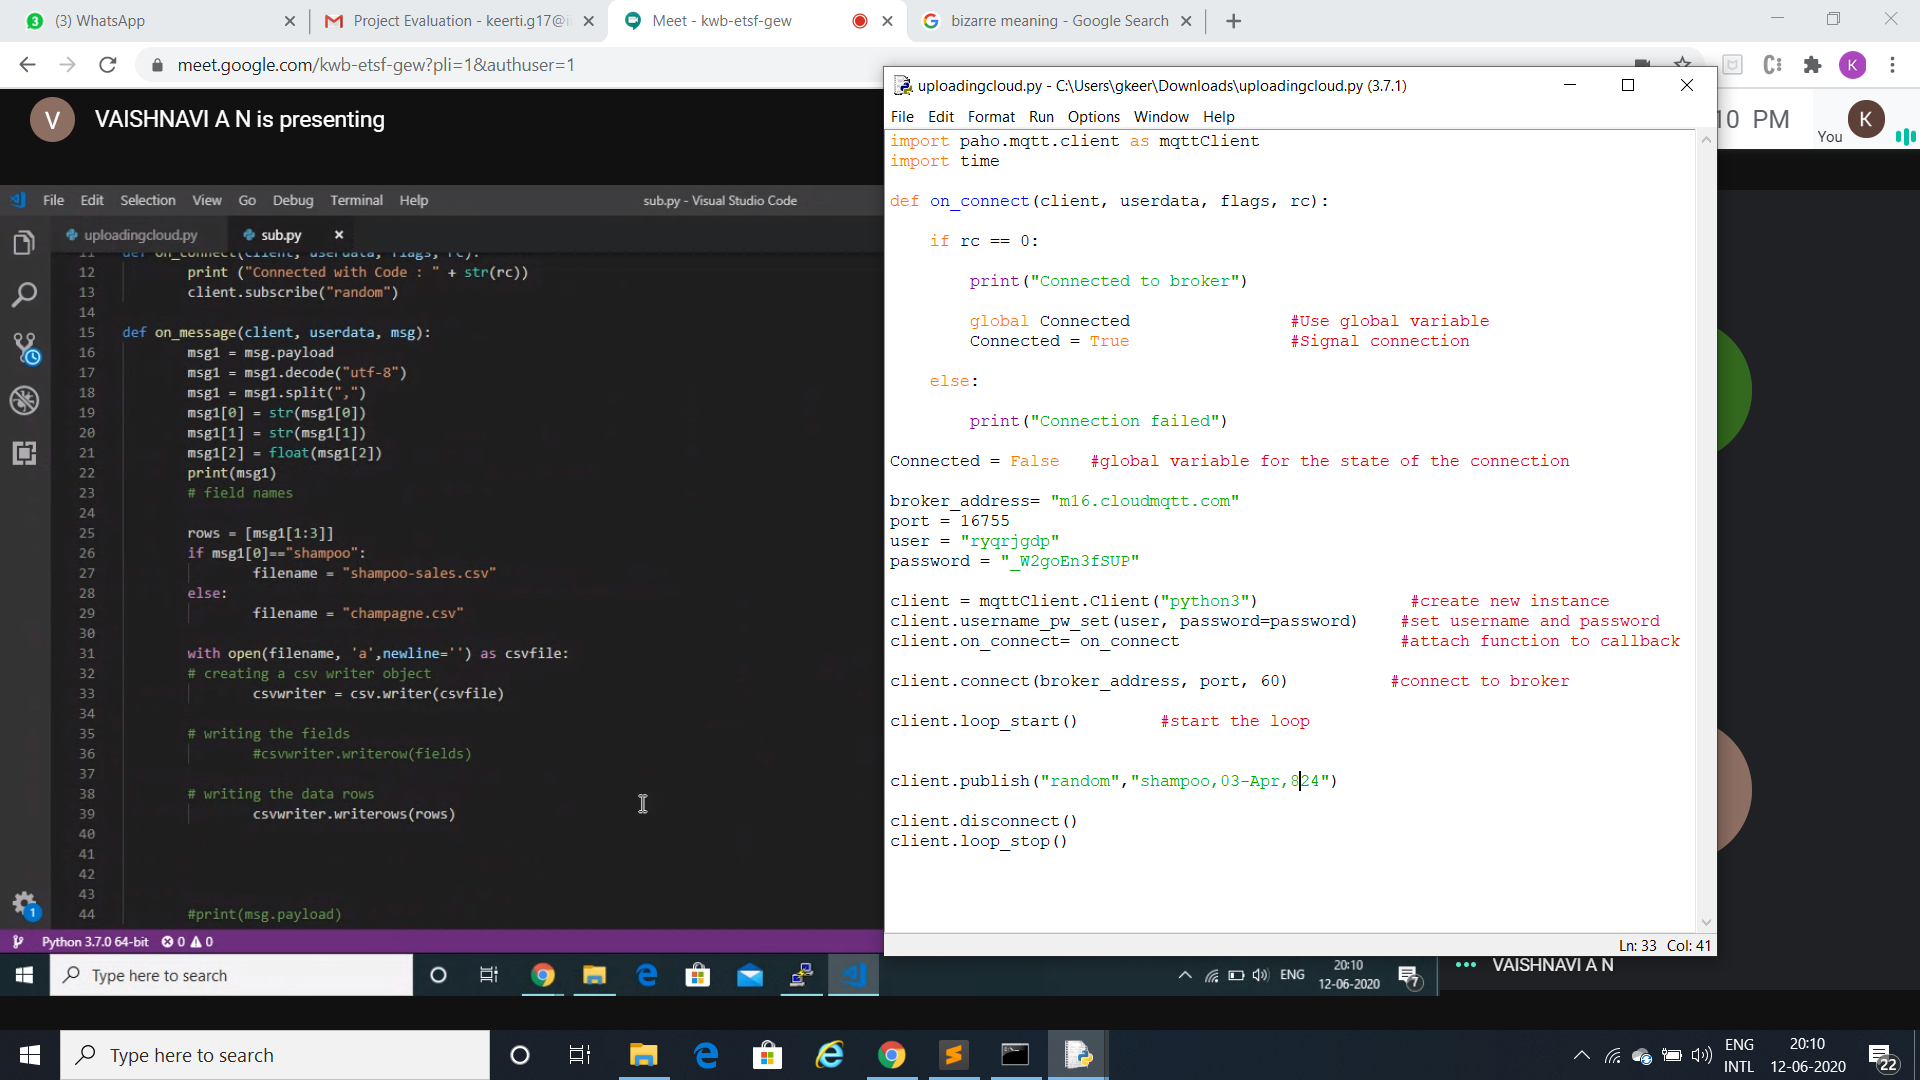 (3) WhatsApp
Project Evaluation - keerti.g17@i
Meet - kwb-etsf-gew
bizarre meaning - Google Search
meet.google.com/kwb-etsf-gew?pli=1&authuser=1
K
V
VAISHNAVI A N is presenting
10 PM
You
K
File Edit Selection View Go Debug Terminal Help
sub.py - Visual Studio Code
uploadingcloud.py
sub.py
11 def on_connect(client, userdata, flags, rc):
12 print ("Connected with Code : " + str(rc))
13 client.subscribe("random")
14
15 def on_message(client, userdata, msg):
16 msg1 = msg.payload
17 msg1 = msg1.decode("utf-8")
18 msg1 = msg1.split(",")
19 msg1[0] = str(msg1[0])
20 msg1[1] = str(msg1[1])
21 msg1[2] = float(msg1[2])
22 print(msg1)
23 # field names
24
25 rows = [msg1[1:3]]
26 if msg1[0]=="shampoo":
27 filename = "shampoo-sales.csv"
28 else:
29 filename = "champagne.csv"
30
31 with open(filename, 'a',newline='') as csvfile:
32 # creating a csv writer object
33 csvwriter = csv.writer(csvfile)
34
35 # writing the fields
36 #csvwriter.writerow(fields)
37
38 # writing the data rows
39 csvwriter.writerows(rows)
40
41
42
43
44 #print(msg.payload)
1
Python 3.7.0 64-bit 0 0
Type here to search
ENG
20:10
12-06-2020
7
VAISHNAVI A N
uploadingcloud.py - C:\Users\gkeer\Downloads\uploadingcloud.py (3.7.1)
File Edit Format Run Options Window Help
import paho.mqtt.client as mqttClient
import time
def on_connect(client, userdata, flags, rc):
if rc == 0:
print("Connected to broker")
global Connected #Use global variable
Connected = True #Signal connection
else:
print("Connection failed")
Connected = False #global variable for the state of the connection
broker_address= "m16.cloudmqtt.com"
port = 16755
user = "ryqrjgdp"
password = "_W2goEn3fSUP"
client = mqttClient.Client("python3") #create new instance
client.username_pw_set(user, password=password) #set username and password
client.on_connect= on_connect #attach function to callback
client.connect(broker_address, port, 60) #connect to broker
client.loop_start() #start the loop
client.publish("random","shampoo,03-Apr,824")
client.disconnect()
client.loop_stop()
Ln: 33 Col: 41
Type here to search
ENG
INTL
20:10
12-06-2020
22